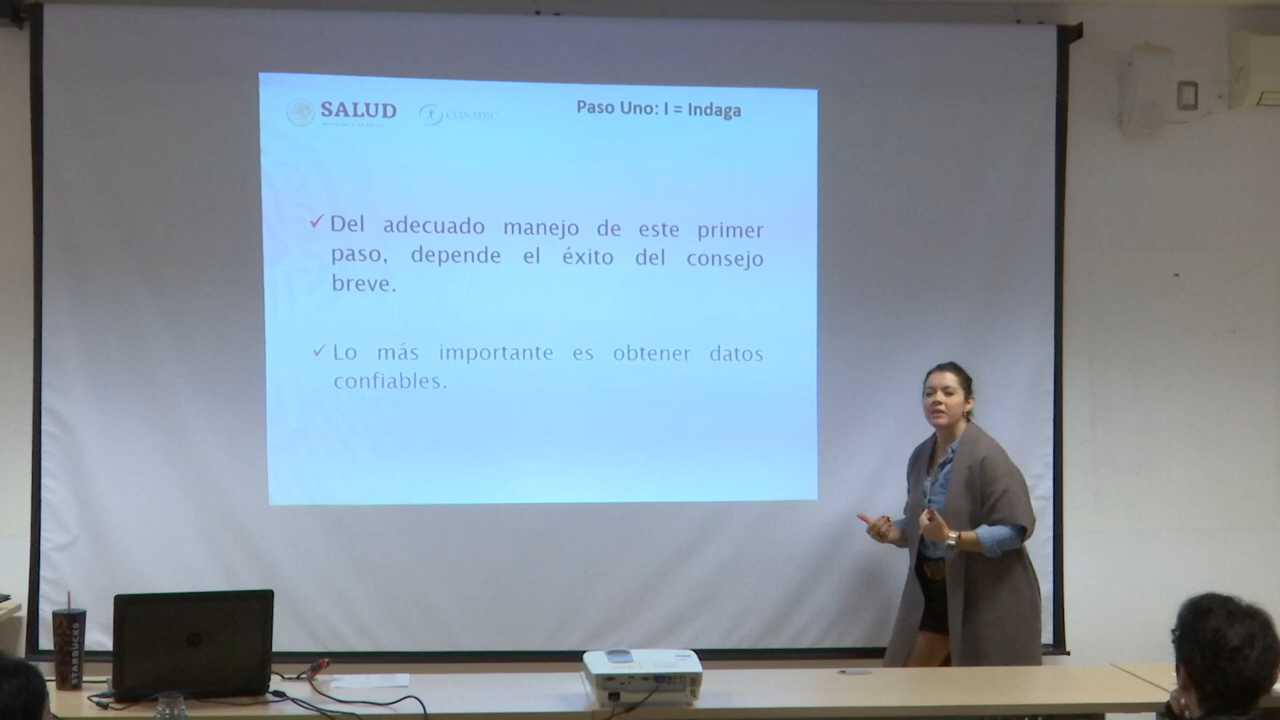 SALUD
CONADIC
Paso Uno: I = Indaga
✓ Del adecuado manejo de este primer
paso, depende el éxito del consejo
breve.
✓ Lo más importante es obtener datos
confiables.
STARBUCKS